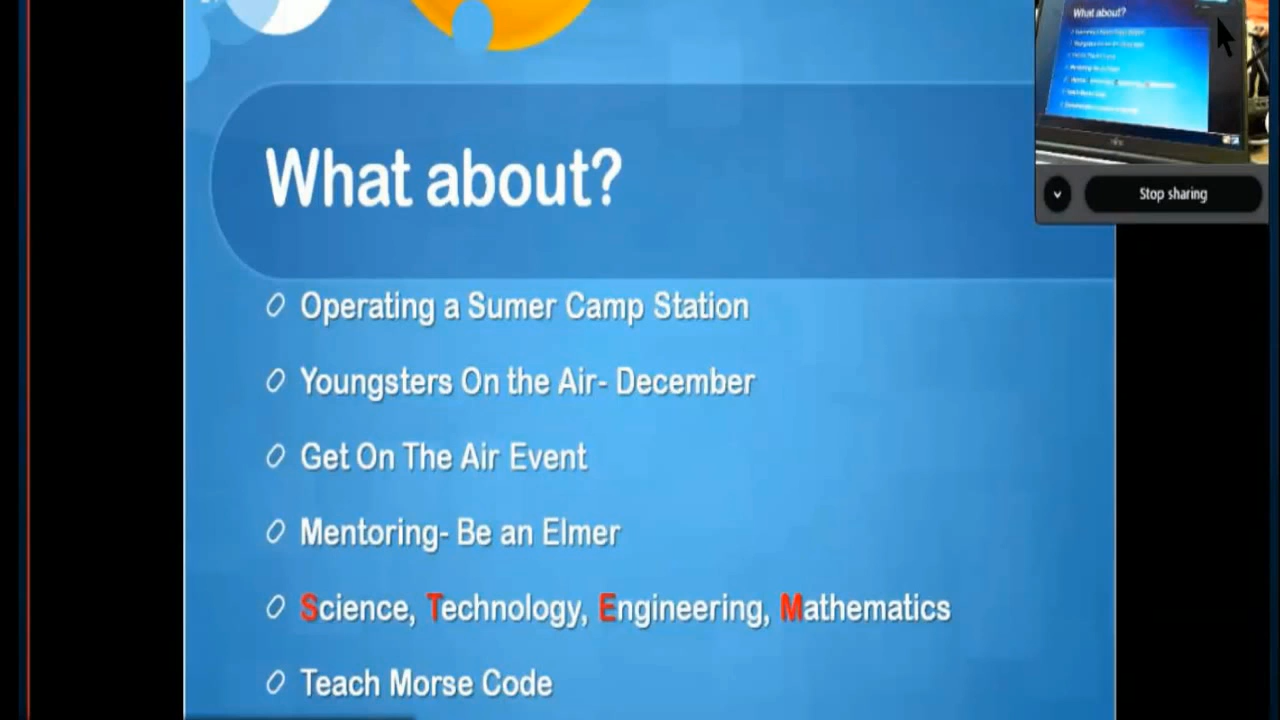 What about?
Operating a Sumer Camp Station
Youngsters On the Air- December
Get On The Air Event
Mentoring- Be an Elmer
Science, Technology, Engineering, Mathematics
Teach Morse Code
What about?
Stop sharing